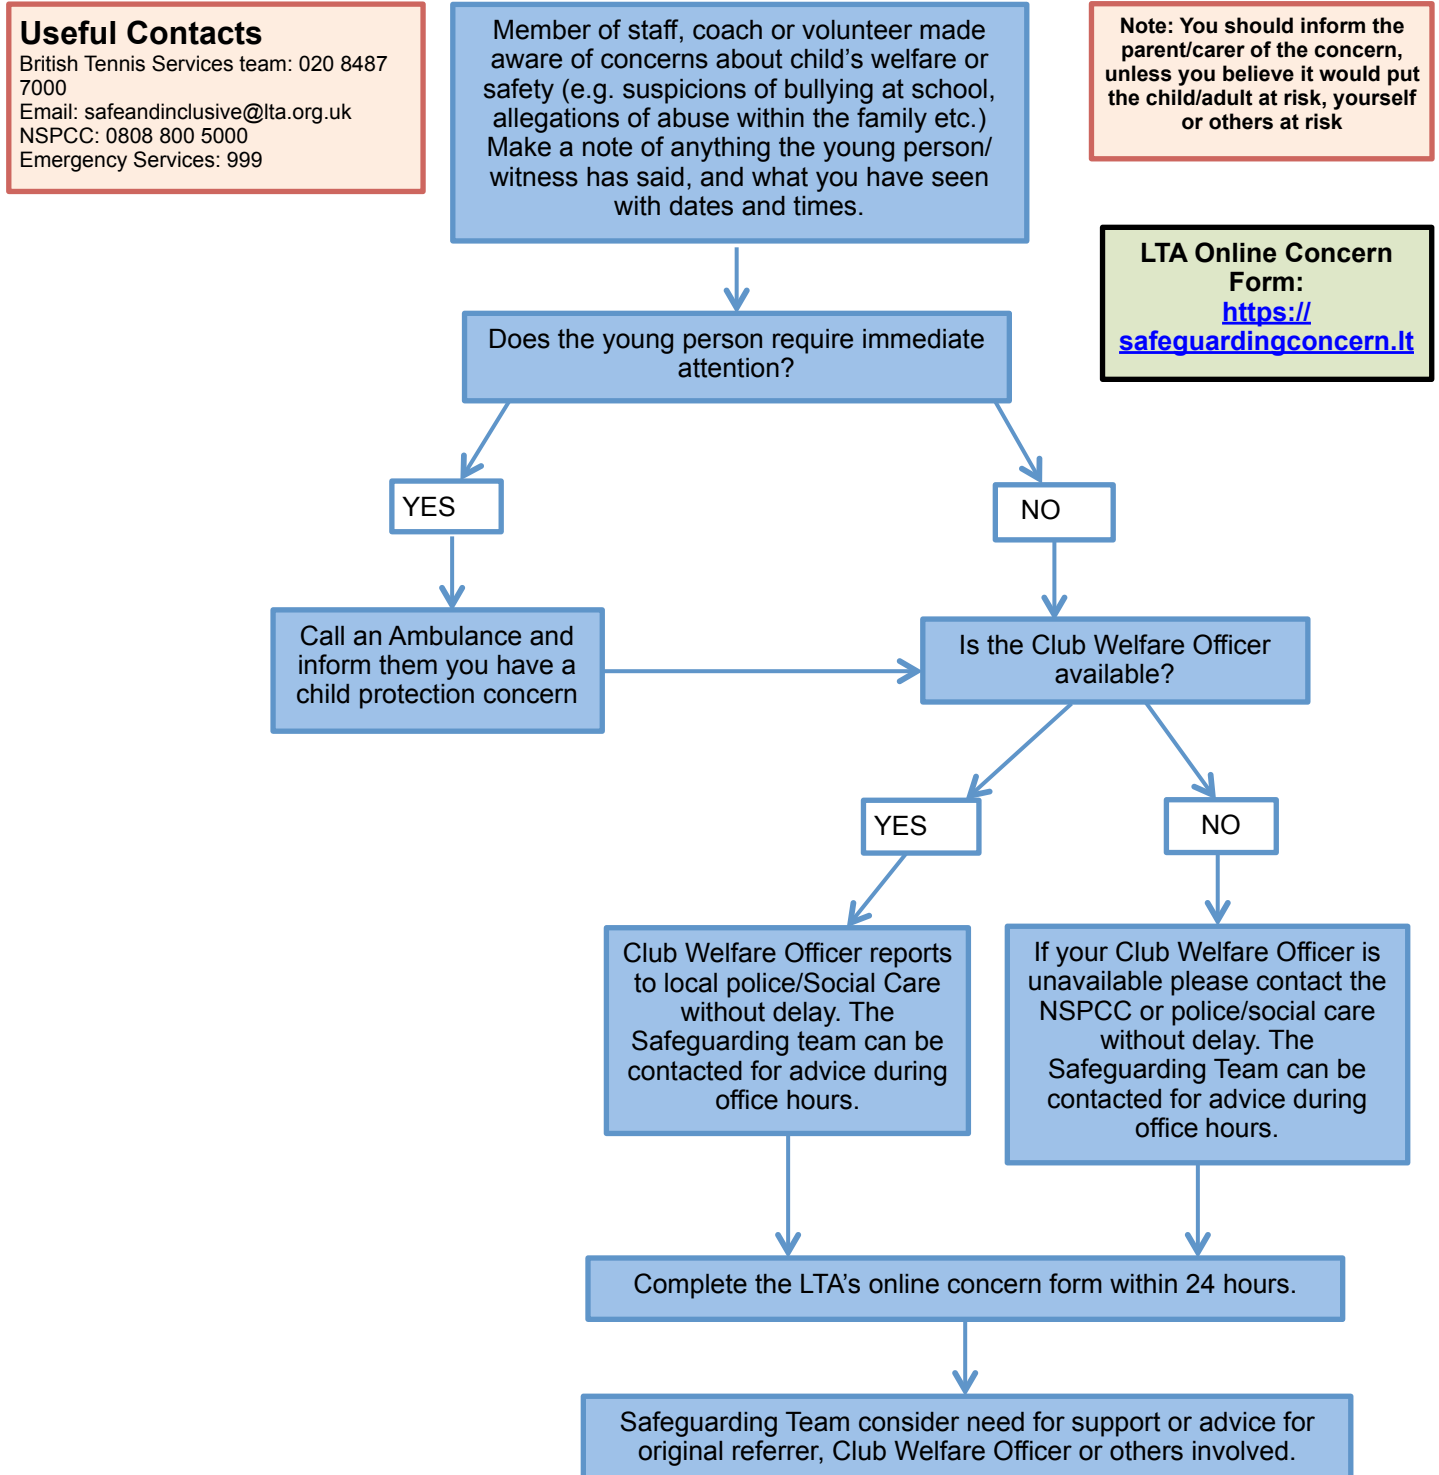 Useful Contacts
British Tennis Services team: 020 8487
7000
Email: safeandinclusive@lta.org.uk
NSPCC: 0808 800 5000
Emergency Services: 999
Member of staff, coach or volunteer made
aware of concerns about child’s welfare or
safety (e.g. suspicions of bullying at school,
allegations of abuse within the family etc.)
Make a note of anything the young person/
witness has said, and what you have seen
with dates and times.
Note: You should inform the
parent/carer of the concern,
unless you believe it would put
the child/adult at risk, yourself
or others at risk
LTA Online Concern
Form:
https://
safeguardingconcern.lt
Does the young person require immediate
attention?
YES
NO
Call an Ambulance and
inform them you have a
child protection concern
Is the Club Welfare Officer
available?
YES
NO
Club Welfare Officer reports
to local police/Social Care
without delay. The
Safeguarding team can be
contacted for advice during
office hours.
If your Club Welfare Officer is
unavailable please contact the
NSPCC or police/social care
without delay. The
Safeguarding Team can be
contacted for advice during
office hours.
Complete the LTA’s online concern form within 24 hours.
Safeguarding Team consider need for support or advice for
original referrer, Club Welfare Officer or others involved.